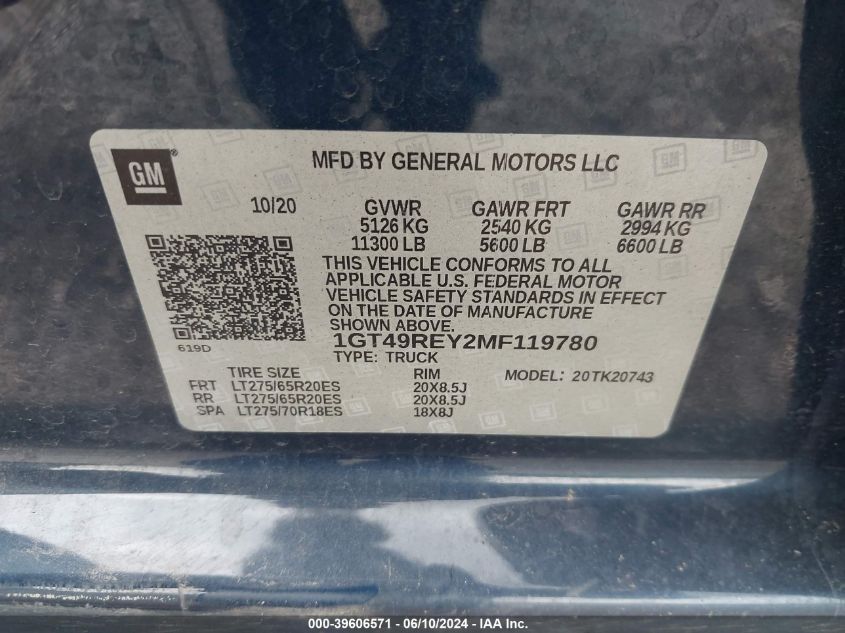 GM®
MFD BY GENERAL MOTORS LLC
10/20 GVWR GAWR FRT GAWR RR
5126 KG 2540 KG 2994 KG
11300 LB 5600 LB 6600 LB
THIS VEHICLE CONFORMS TO ALL
APPLICABLE U.S. FEDERAL MOTOR
VEHICLE SAFETY STANDARDS IN EFFECT
ON THE DATE OF MANUFACTURE
SHOWN ABOVE.
619D
1GT49REY2MF119780
TYPE: TRUCK
TIRE SIZE RIM MODEL: 20TK20743
FRT LT275/65R20ES 20X8.5J
RR LT275/65R20ES 20X8.5J
SPA LT275/70R18ES 18X8J
000-39606571 - 06/10/2024 - IAA Inc.